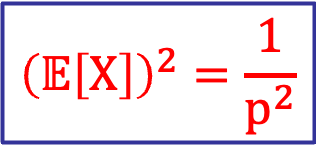 (𝔼[X])² = 1/p²